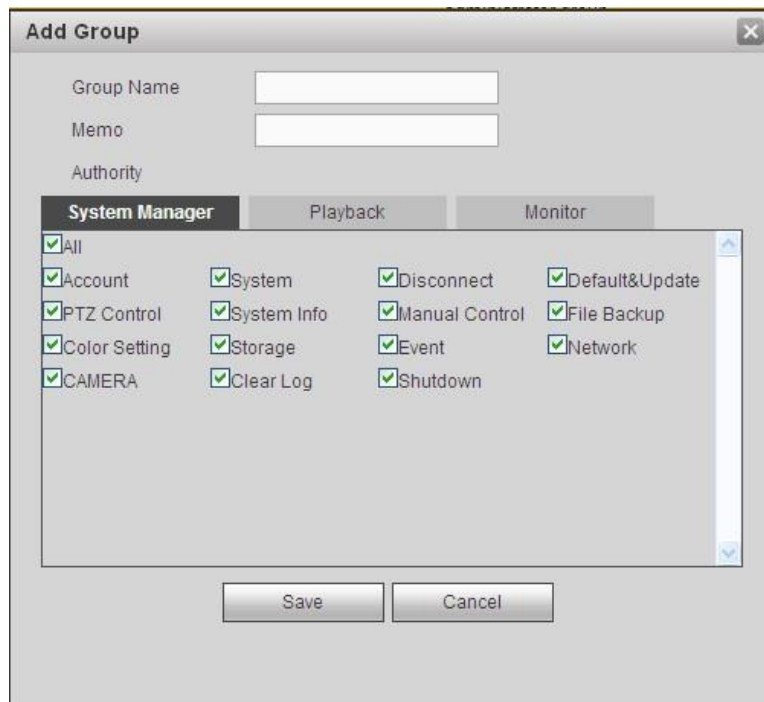 Add Group
Group Name
Memo
Authority
System Manager Playback Monitor
All
Account System Disconnect Default&Update
PTZ Control System Info Manual Control File Backup
Color Setting Storage Event Network
CAMERA Clear Log Shutdown
Save Cancel